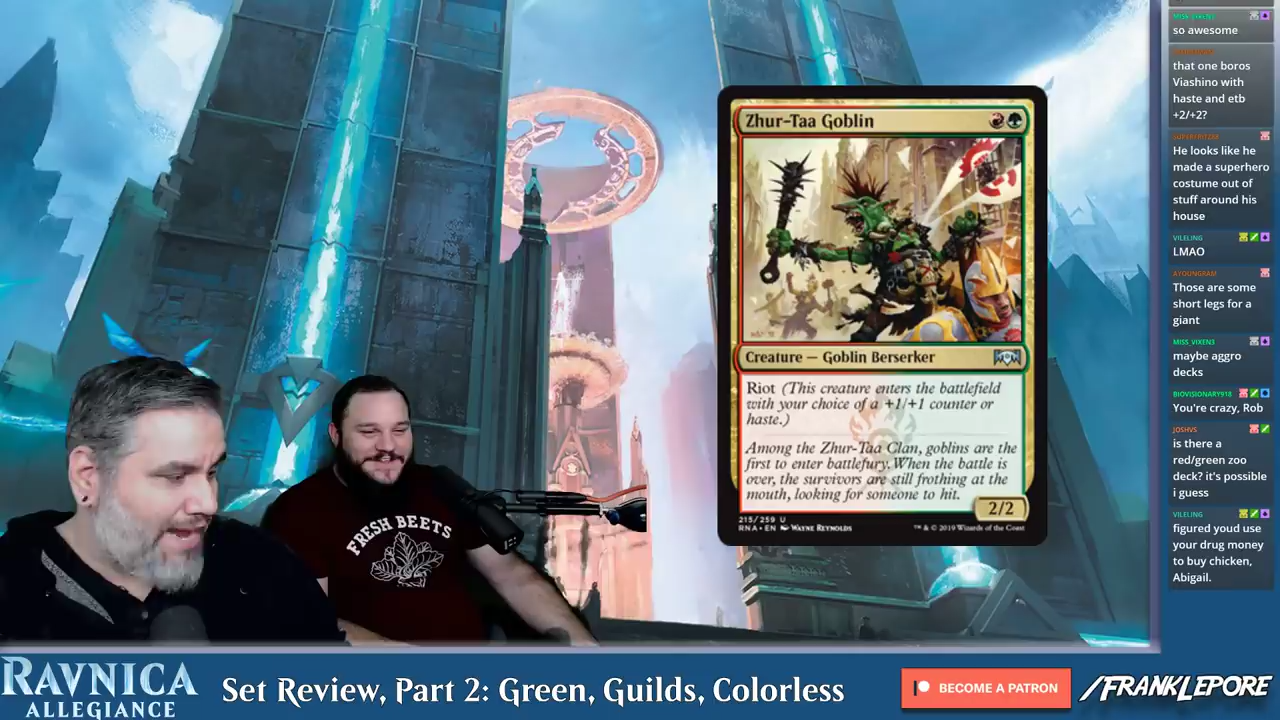 Zhur-Taa Goblin
Creature — Goblin Berserker
Riot (This creature enters the battlefield
with your choice of a +1/+1 counter or
haste.)
Among the Zhur-Taa Clan, goblins are the
first to enter battlefury. When the battle is
over, the survivors are still frothing at the
mouth, looking for someone to hit.
2/2
215/259 U
RNA • EN Wayne Reynolds
™ & © 2019 Wizards of the Coast
FRESH BEETS
MISS_VIXEN3
so awesome
that one boros
Viashino with
haste and etb
+2/+2?
He looks like he
made a superhero
costume out of
stuff around his
house
VILELING
LMAO
AYOUNGRAM
Those are some
short legs for a
giant
MISS_VIXEN3
maybe aggro
decks
BIOVISIONARY918
You're crazy, Rob
JOSHVS
is there a
red/green zoo
deck? it's possible
i guess
VILELING
figured youd use
your drug money
to buy chicken,
Abigail.
RAVNICA
ALLEGIANCE
Set Review, Part 2: Green, Guilds, Colorless
BECOME A PATRON
/FRANKLEPORE